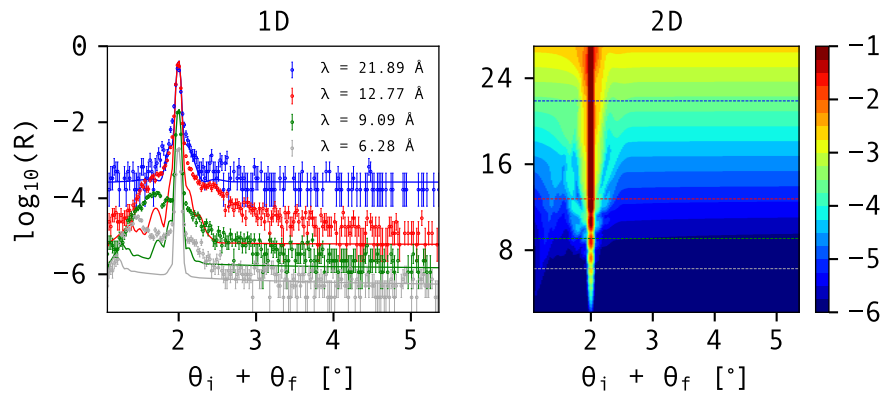 1D
2D
log₁₀(R)
0
−2
−4
−6
λ = 21.89 Å
λ = 12.77 Å
λ = 9.09 Å
λ = 6.28 Å
2 3 4 5
θᵢ + θf [°]
24
16
8
2 3 4 5
θᵢ + θf [°]
−1
−2
−3
−4
−5
−6